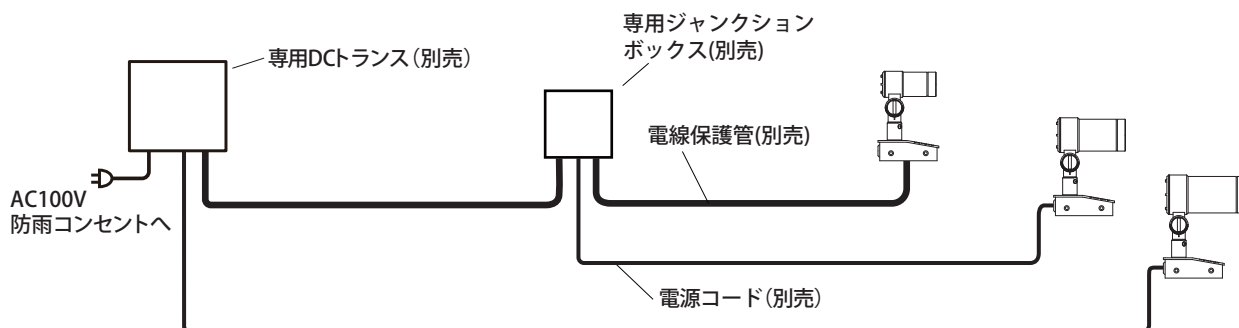 専用DCトランス（別売）
専用ジャンクション
ボックス(別売)
電線保護管(別売)
AC100V
防雨コンセントへ
電源コード（別売）